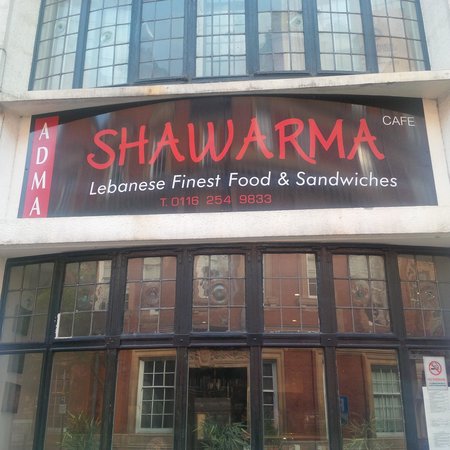 ADMA
SHAWARMA
CAFE
Lebanese Finest Food & Sandwiches
T. 0116 254 9833